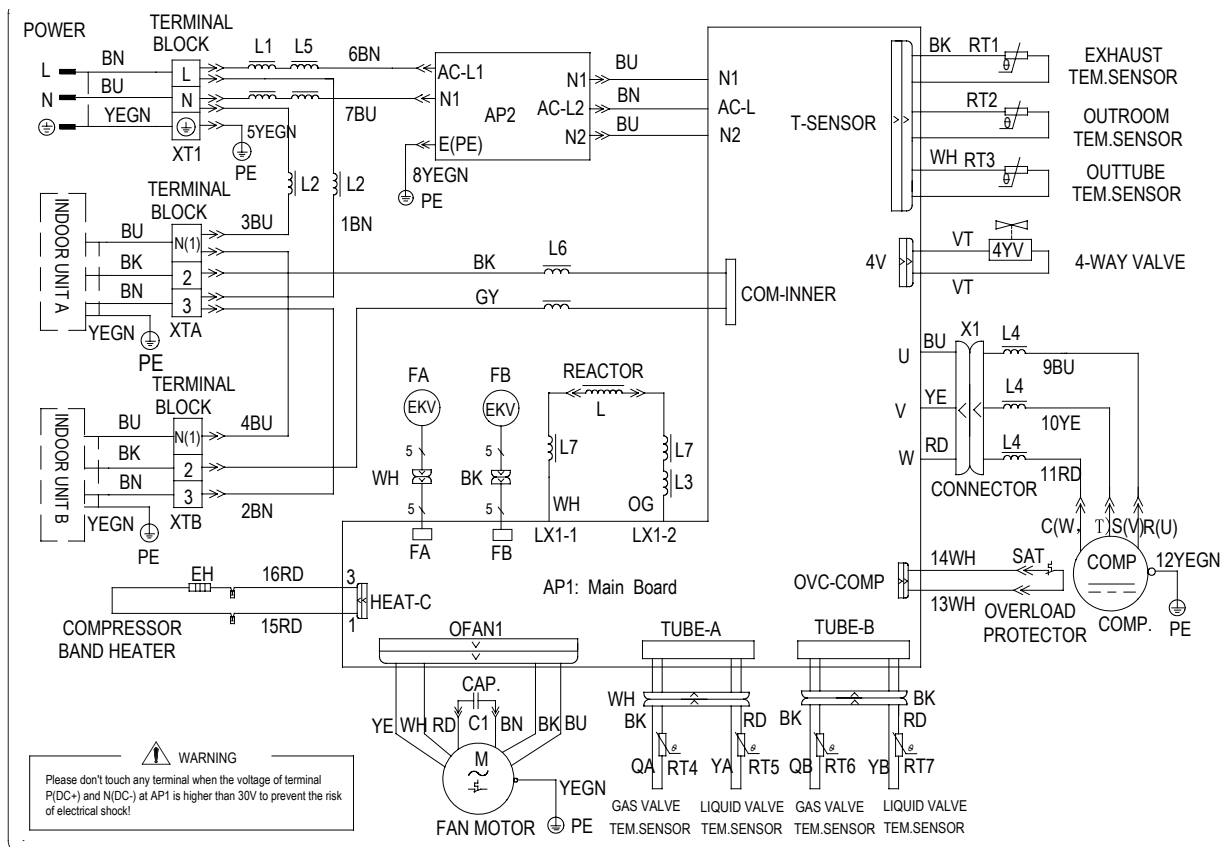 POWER
TERMINAL
BLOCK
L1 L5 6BN
BN
L
BU
N
YEGN
L
N
XT1
5YEGN
PE
7BU
AC-L1
N1
AP2
E(PE)
8YEGN
PE
N1
AC-L2
N2
BU
BN
BU
N1
AC-L
N2
T-SENSOR
BK RT1
θ
EXHAUST
TEM.SENSOR
RT2
θ
OUTROOM
TEM.SENSOR
WH RT3
θ
OUTTUBE
TEM.SENSOR
L2 L2
1BN
TERMINAL
BLOCK
3BU
INDOOR UNIT A
BU
BK
BN
YEGN
PE
N(1)
2
3
XTA
BK
L6
GY
COM-INNER
4V
VT
4YV
VT
4-WAY VALVE
TERMINAL
BLOCK
4BU
INDOOR UNIT B
BU
BK
BN
YEGN
PE
N(1)
2
3
XTB
2BN
FA
EKV
5
WH
5
FA
FB
EKV
5
BK
5
FB
REACTOR
L
L7
WH
LX1-1
L7
L3
OG
LX1-2
U
V
W
BU
YE
RD
X1
CONNECTOR
L4
9BU
L4
10YE
L4
11RD
C(W, T)S(V)R(U)
COMP
12YEGN
PE
COMP.
OVC-COMP
14WH
SAT
13WH
OVERLOAD
PROTECTOR
AP1: Main Board
EH
16RD
3
HEAT-C
15RD
1
COMPRESSOR
BAND HEATER
OFAN1
CAP.
C1
YE WH RD BN BK BU
M
YEGN
PE
FAN MOTOR
TUBE-A
WH
BK RD
θ θ
QA RT4 YA RT5
GAS VALVE
TEM.SENSOR
LIQUID VALVE
TEM.SENSOR
TUBE-B
BK
BK RD
θ θ
QB RT6 YB RT7
GAS VALVE
TEM.SENSOR
LIQUID VALVE
TEM.SENSOR
WARNING
Please don't touch any terminal when the voltage of terminal
P(DC+) and N(DC-) at AP1 is higher than 30V to prevent the risk
of electrical shock!